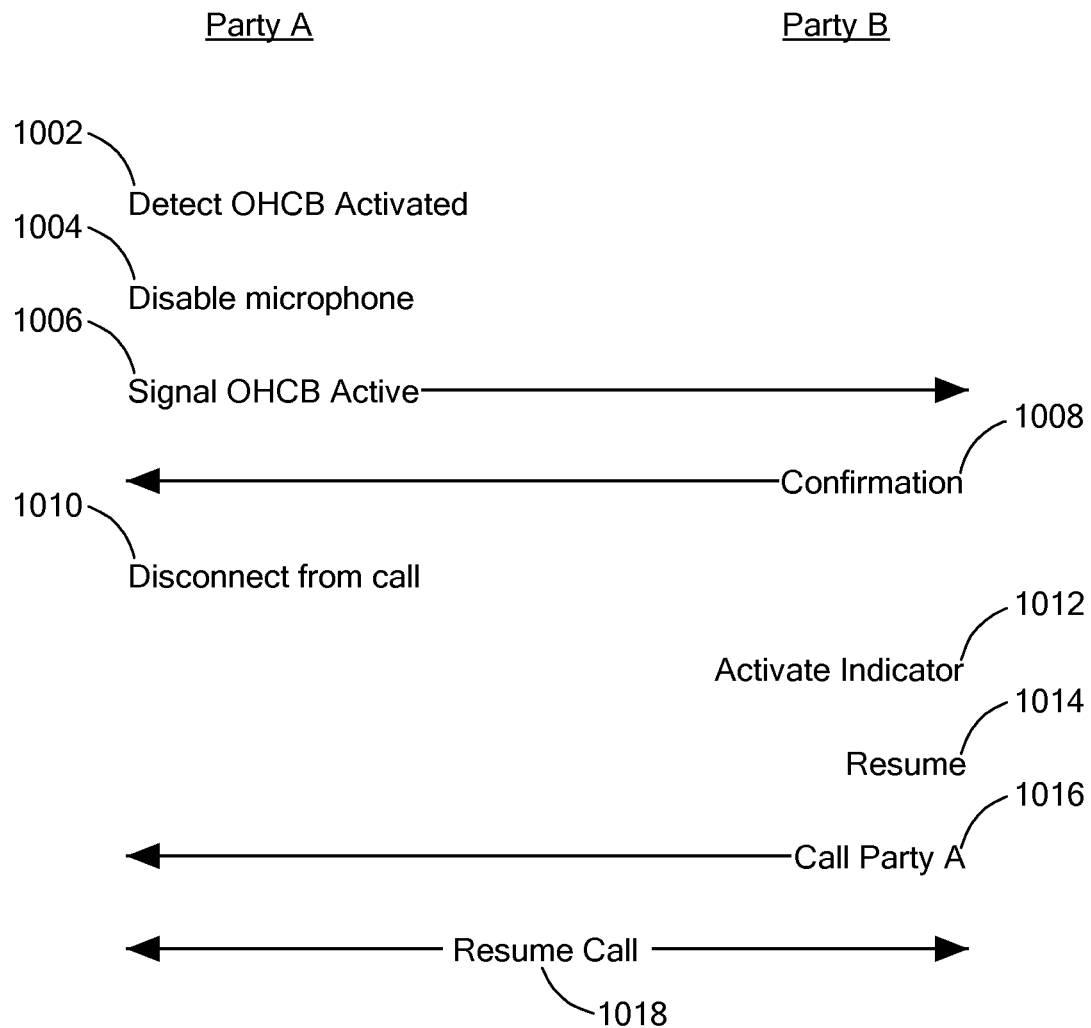 Party A Party B
1002
Detect OHCB Activated
1004
Disable microphone
1006
Signal OHCB Active
1008
Confirmation
1010
Disconnect from call
1012
Activate Indicator
1014
Resume
1016
Call Party A
Resume Call
1018